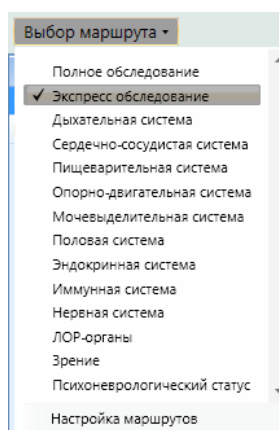 Выбор маршрута
Полное обследование
✓ Экспресс обследование
Дыхательная система
Сердечно-сосудистая система
Пищеварительная система
Опорно-двигательная система
Мочевыделительная система
Половая система
Эндокринная система
Иммунная система
Нервная система
ЛОР-органы
Зрение
Психоневрологический статус
Настройка маршрутов